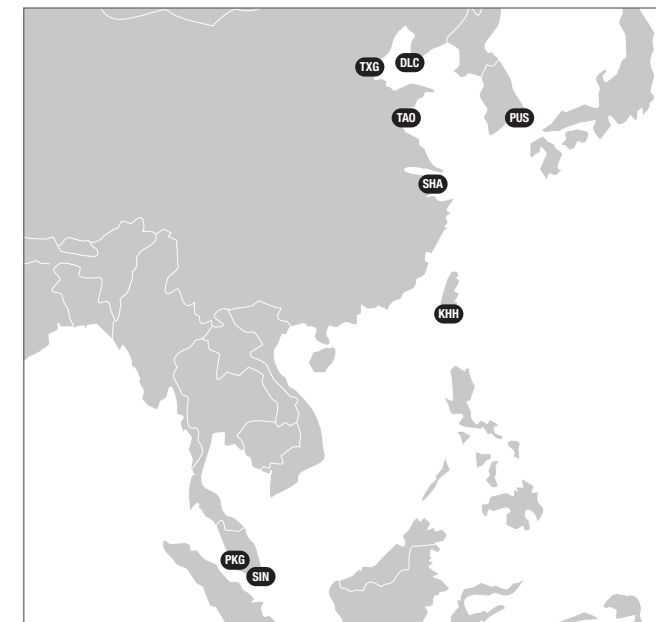 TXG
DLC
TAO
PUS
SHA
KHH
PKG
SIN